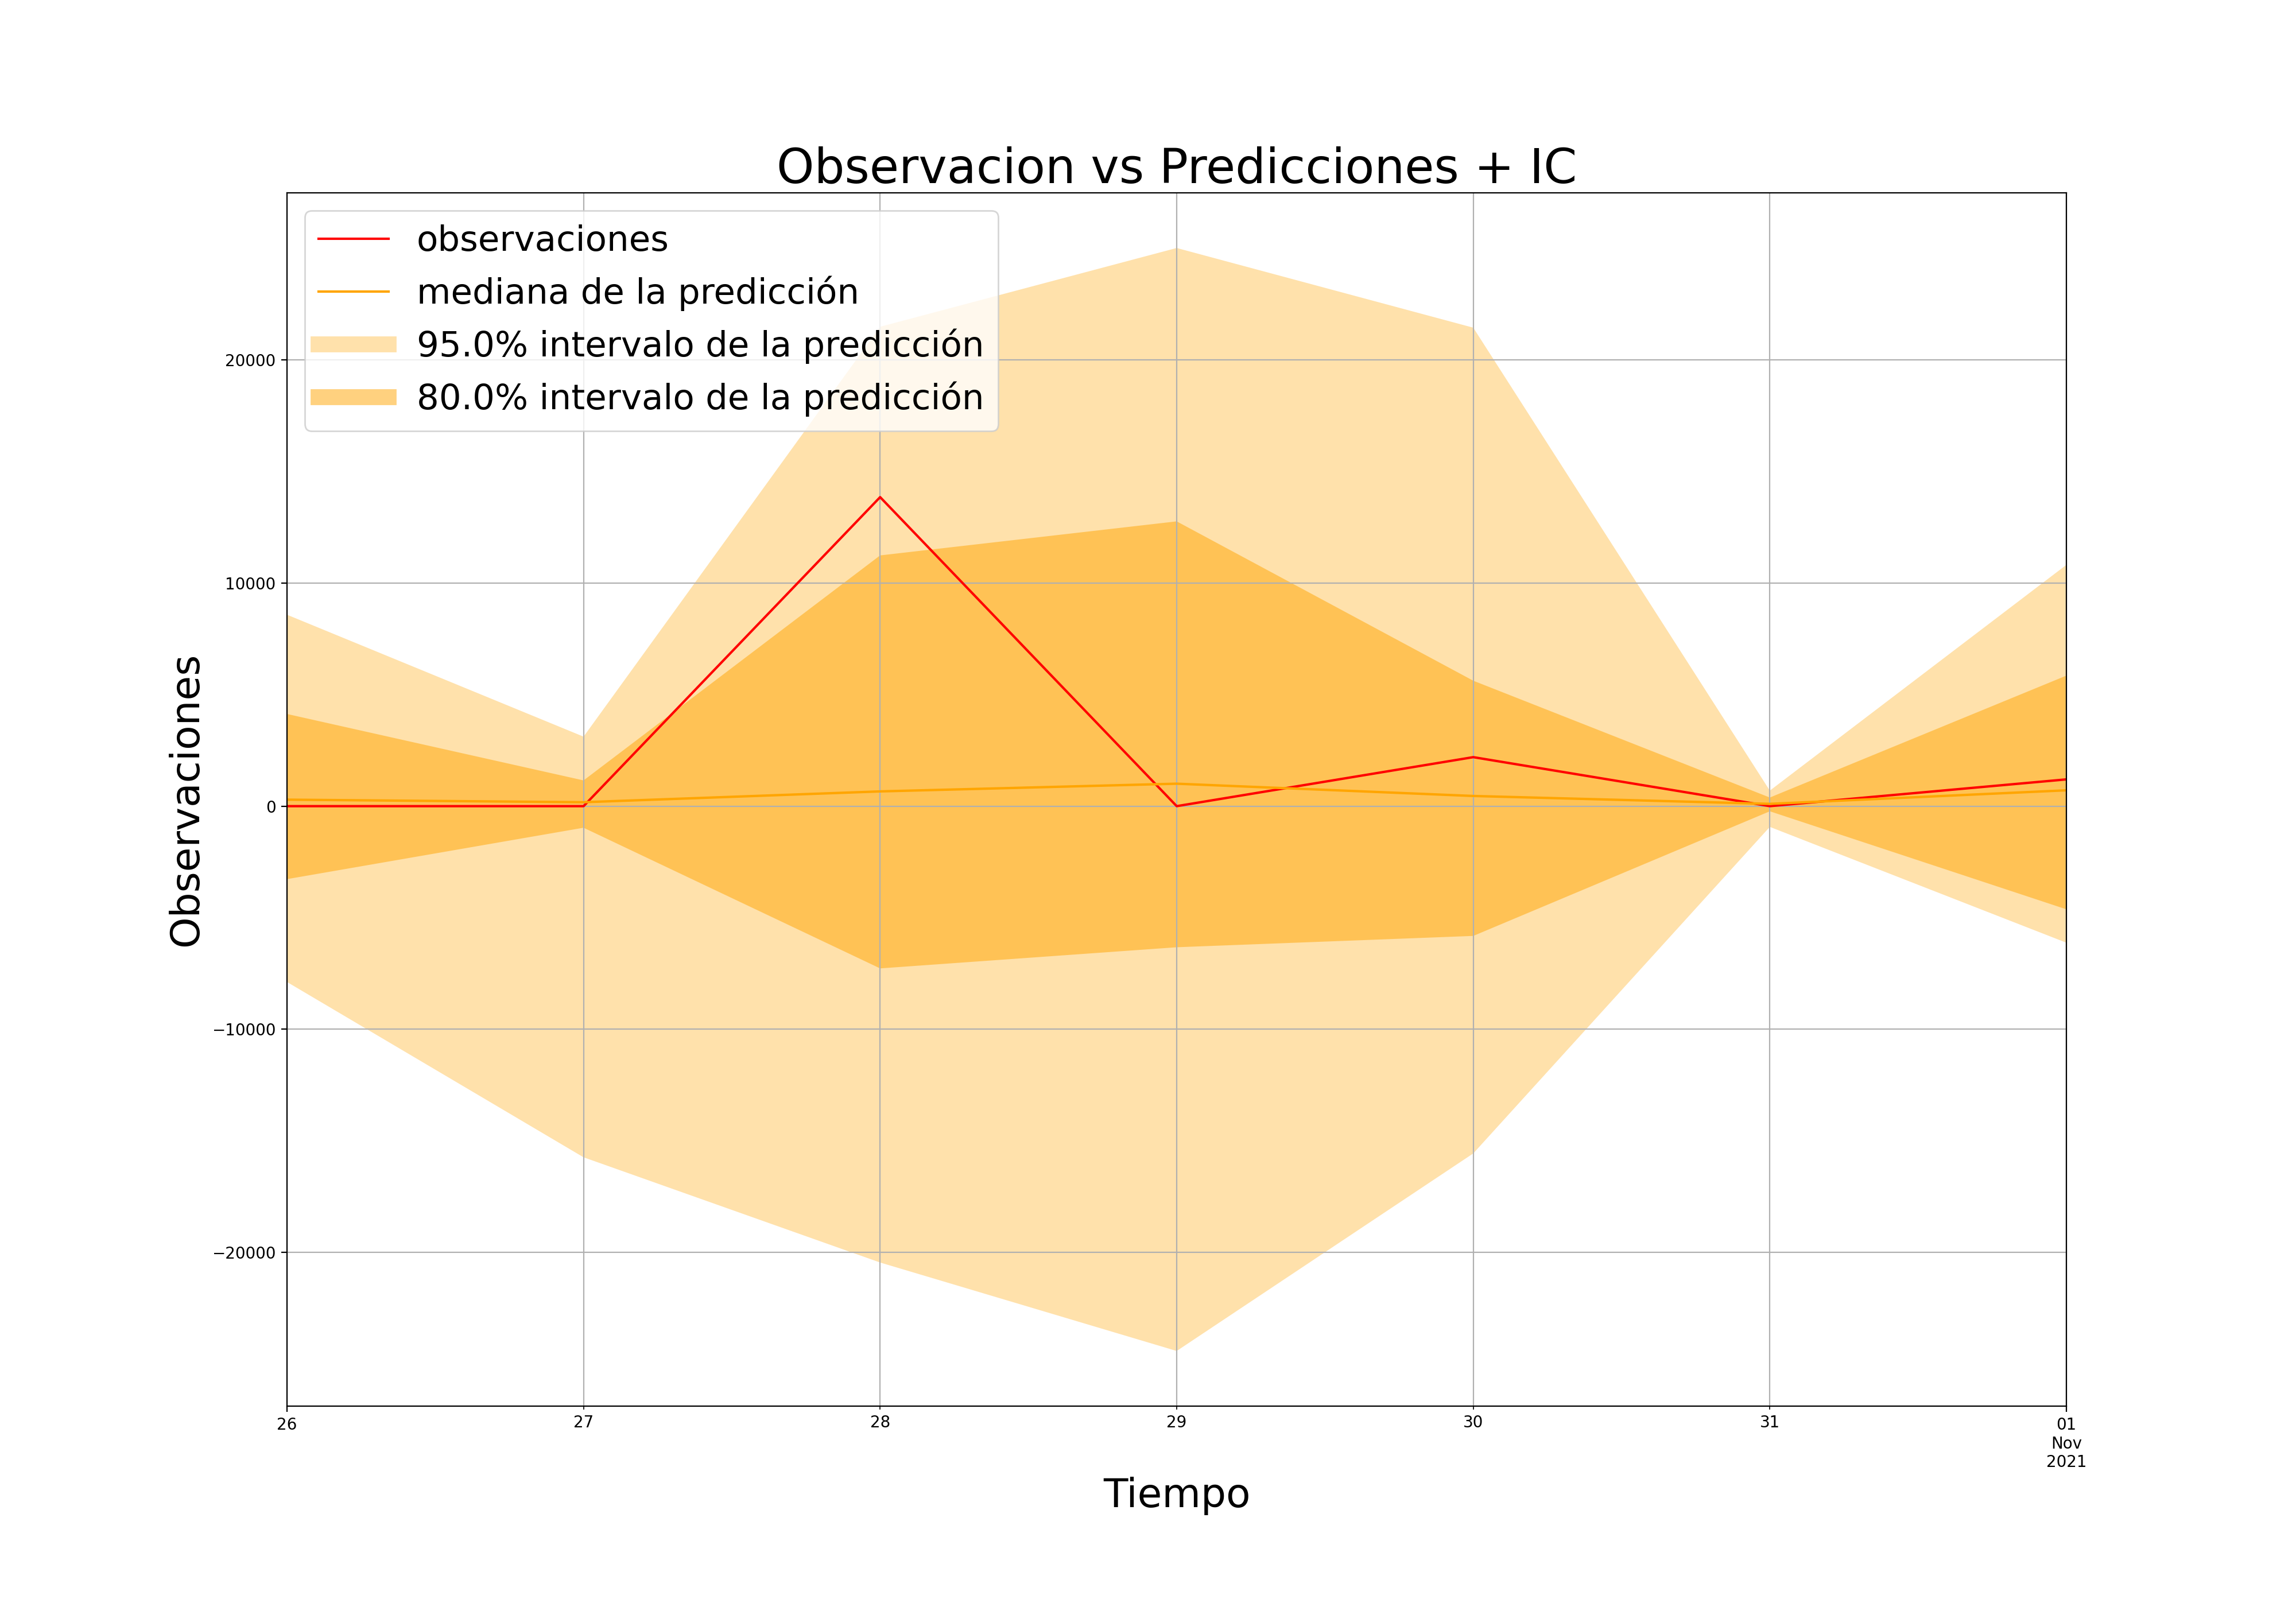 Observacion vs Predicciones + IC
observaciones
mediana de la predicción
95.0% intervalo de la predicción
80.0% intervalo de la predicción
20000
10000
0
−10000
−20000
Observaciones
26
27
28
29
30
31
01
Nov
2021
Tiempo